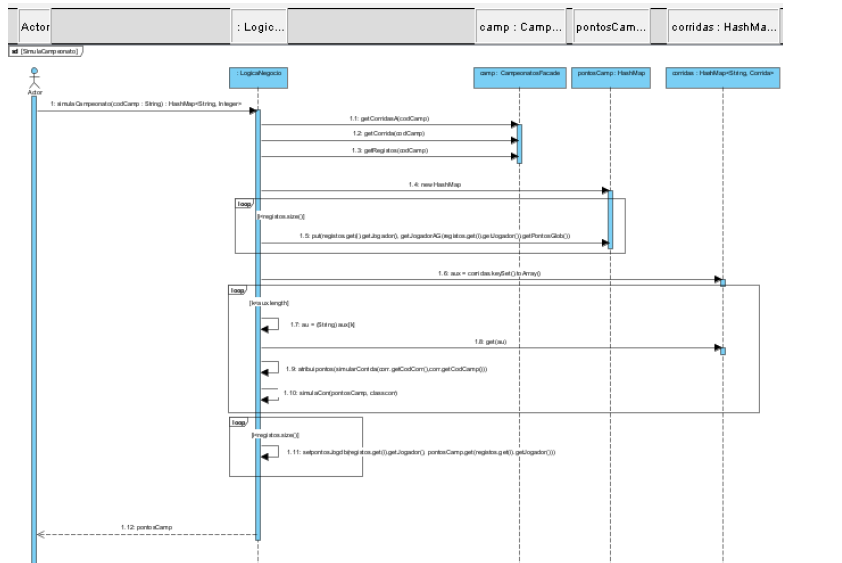 Actor
: Logic...
camp : Camp...
pontosCam...
corridas : HashMa...
sd [SimulaCampeonato]
Actor
: LogicaNegocio
camp : CampeonatosFacade
pontosCamp : HashMap
corridas : HashMap<String, Corrida>
1: simulaCampeonato(codCamp : String) : HashMap<String, Integer>
1.1: getCorridasA(codCamp)
1.2: getCorrida(codCamp)
1.3: getRegistos(codCamp)
1.4: new HashMap
loop
[i<registos.size()]
1.5: put(registos.get(i).getJogador(), getJogadorAG(registos.get(i).getJogador()).getPontosGlob())
1.6: aux = corridas.keySet().toArray()
loop
[k<aux.length]
1.7: au = (String) aux[k]
1.8: get(au)
1.9: atribuipontos(simularCorrida(corr.getCodCorr(),corr.getCodCamp()))
1.10: simulaCorr(pontosCamp, classcorr)
loop
[i<registos.size()]
1.11: setpontosJogdb(registos.get(i).getJogador(), pontosCamp.get(registos.get(i).getJogador()))
1.12: pontosCamp